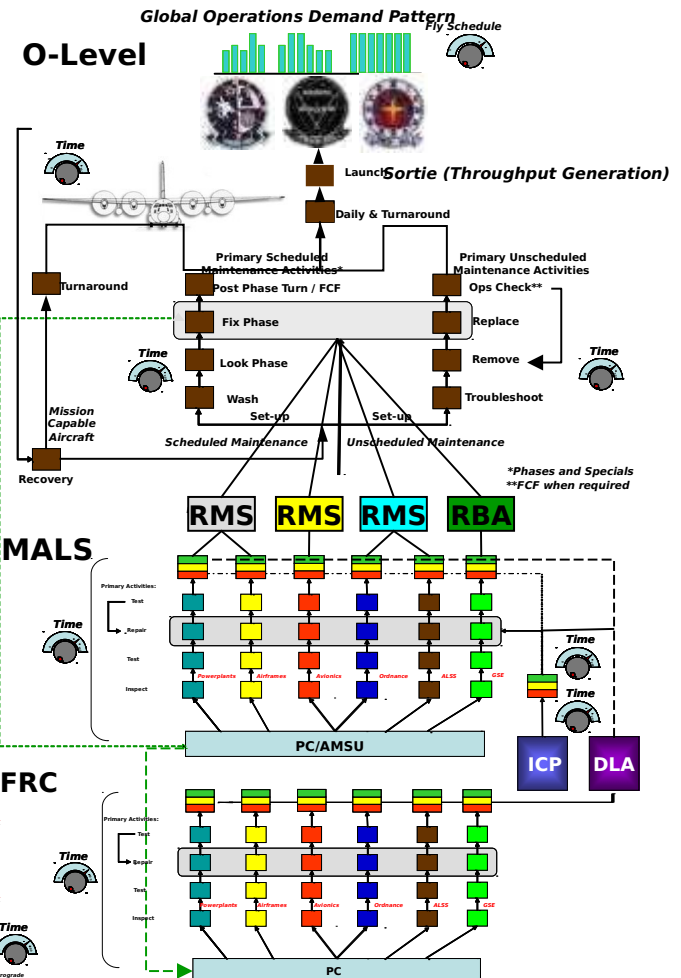 Global Operations Demand Pattern
Fly Schedule
O-Level
Time
Launch
Sortie (Throughput Generation)
Daily & Turnaround
Primary Scheduled
Maintenance Activities*
Primary Unscheduled
Maintenance Activities
Turnaround
Post Phase Turn / FCF
Ops Check**
Fix Phase
Replace
Time
Look Phase
Remove
Time
Wash
Troubleshoot
Mission
Capable
Aircraft
Set-up
Set-up
Scheduled Maintenance
Unscheduled Maintenance
Recovery
*Phases and Specials
**FCF when required
RMS
RMS
RMS
RBA
MALS
Primary Activities:
Test
Time
Repair
Time
Test
Powerplants
Airframes
Avionics
Ordnance
ALSS
GSE
Inspect
Time
PC/AMSU
ICP
DLA
FRC
Primary Activities:
Test
Time
Repair
Test
Powerplants
Airframes
Avionics
Ordnance
ALSS
GSE
Inspect
Time
PC